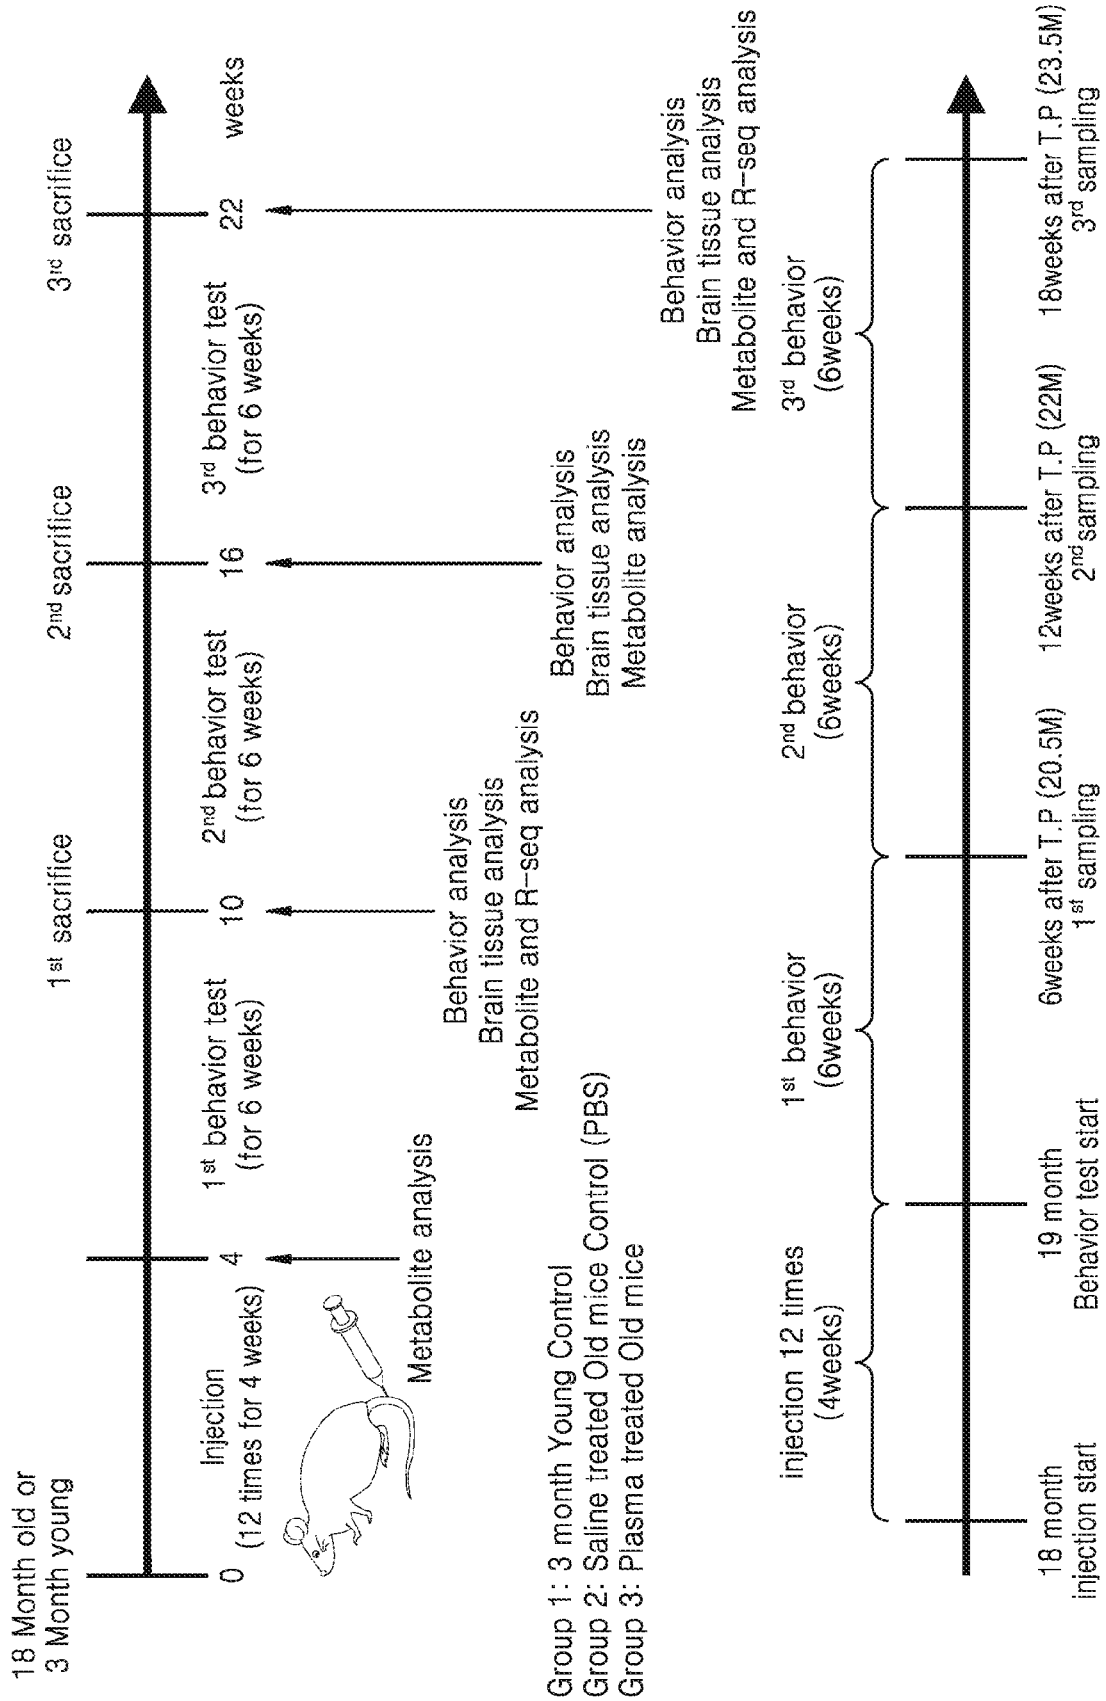 18 Month old or
3 Month young
1st sacrifice
2nd sacrifice
3rd sacrifice
0
4
10
16
22
weeks
Injection
(12 times for 4 weeks)
1st behavior test
(for 6 weeks)
2nd behavior test
(for 6 weeks)
3rd behavior test
(for 6 weeks)
Metabolite analysis
Behavior analysis
Brain tissue analysis
Metabolite and R-seq analysis
Behavior analysis
Brain tissue analysis
Metabolite analysis
Behavior analysis
Brain tissue analysis
Metabolite and R-seq analysis
Group 1: 3 month Young Control
Group 2: Saline treated Old mice Control (PBS)
Group 3: Plasma treated Old mice
injection 12 times
(4weeks)
1st behavior
(6weeks)
2nd behavior
(6weeks)
3rd behavior
(6weeks)
18 month
injection start
19 month
Behavior test start
6weeks after T.P (20.5M)
1st sampling
12weeks after T.P (22M)
2nd sampling
18weeks after T.P (23.5M)
3rd sampling